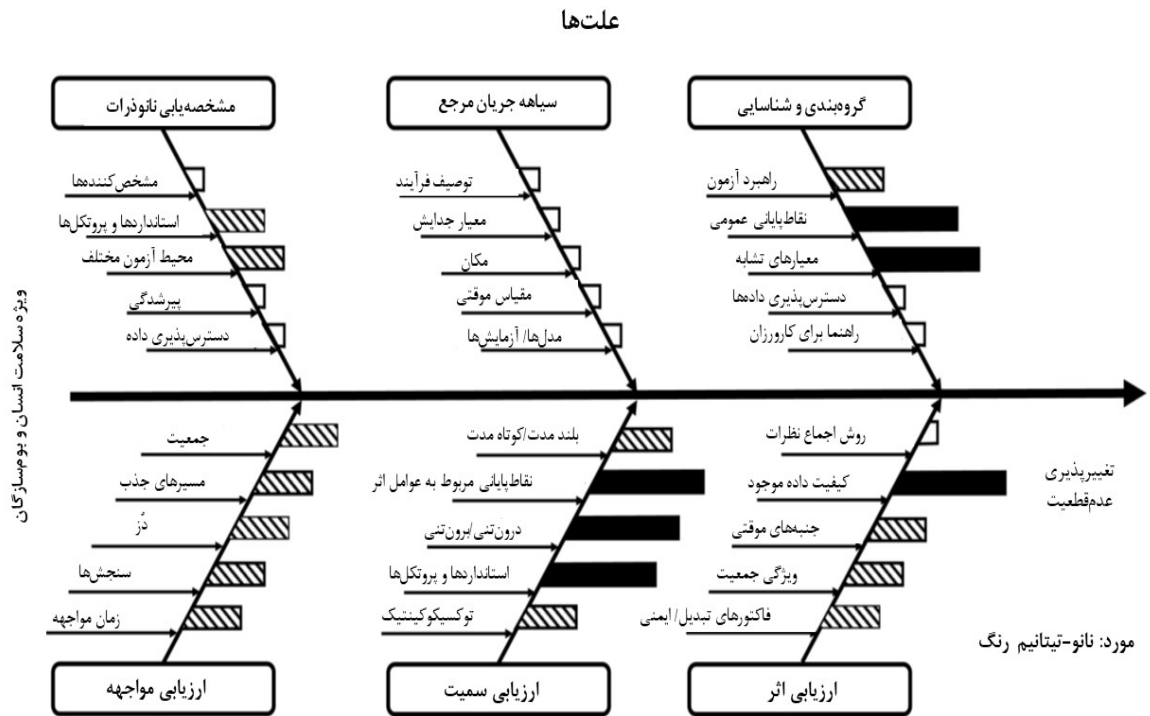 علت‌ها
گروه‌بندی و شناسایی
سیاهه جریان مرجع
مشخصه‌یابی نانوذرات
راهبرد آزمون
نقاط‌پایانی عمومی
معیارهای تشابه
دسترس‌پذیری داده‌ها
راهنما برای کارورزان
توصیف فرآیند
معیار جدایش
مکان
مقیاس موقتی
مدل‌ها/ آزمایش‌ها
مشخص‌کننده‌ها
استانداردها و پروتکل‌ها
محیط آزمون مختلف
پیرشدگی
دسترس‌پذیری داده
ویژه سلامت انسان و بوم‌سازگان
تغییرپذیری
عدم‌قطعیت
روش اجماع نظرات
کیفیت داده موجود
جنبه‌های موقتی
ویژگی جمعیت
فاکتورهای تبدیل/ ایمنی
بلند مدت/کوتاه مدت
نقاط‌پایانی مربوط به عوامل اثر
درون‌تنی/برون‌تنی
استانداردها و پروتکل‌ها
توکسیکوکینتیک
جمعیت
مسیرهای جذب
دُز
سنجش‌ها
زمان مواجهه
مورد: نانو-تیتانیم رنگ
ارزیابی اثر
ارزیابی سمیت
ارزیابی مواجهه